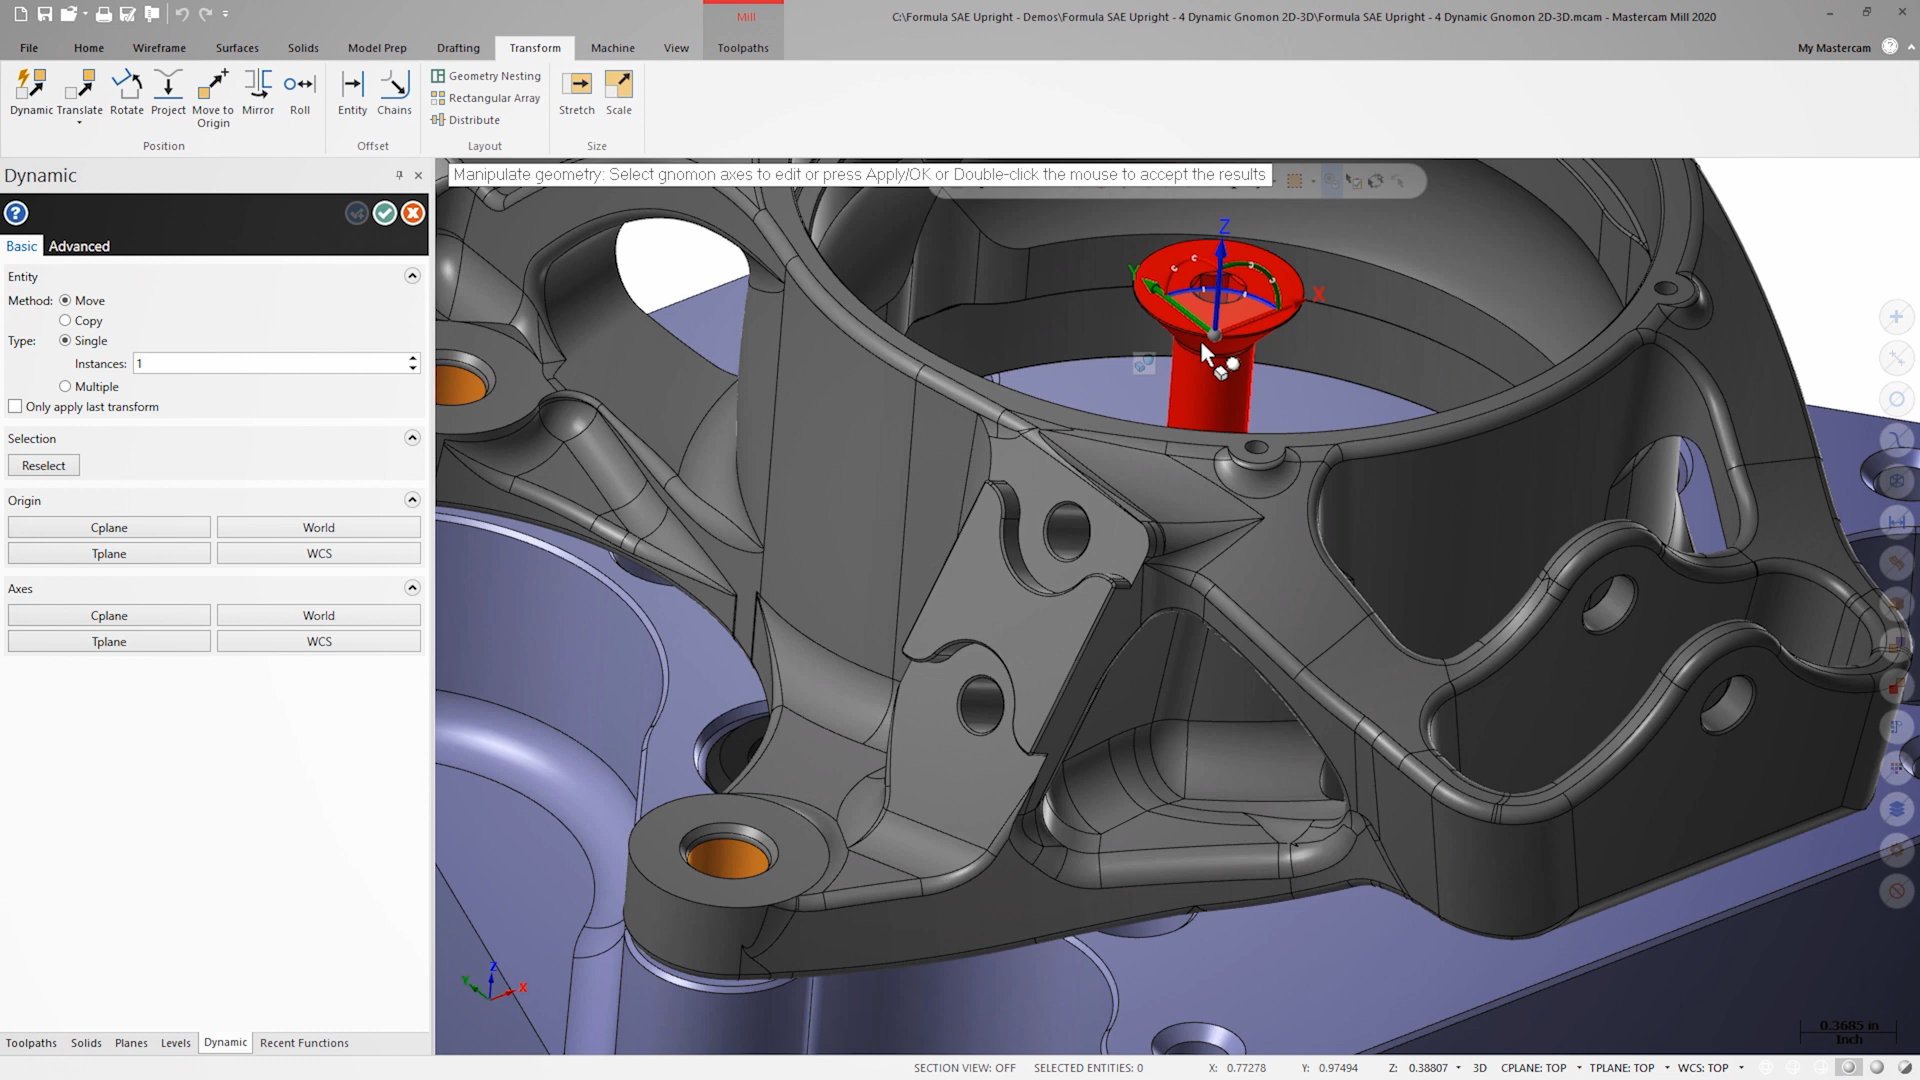 Mill
C:\Formula SAE Upright - Demos\Formula SAE Upright - 4 Dynamic Gnomon 2D-3D\Formula SAE Upright - 4 Dynamic Gnomon 2D-3D.mcam - Mastercam Mill 2020
File Home Wireframe Surfaces Solids Model Prep Drafting Transform Machine View Toolpaths My Mastercam
Geometry Nesting
Rectangular Array
Distribute
Dynamic Translate Rotate Project Move to Origin Mirror Roll Entity Chains Stretch Scale
Position Offset Layout Size
Dynamic
Manipulate geometry: Select gnomon axes to edit or press Apply/OK or Double-click the mouse to accept the results
Basic Advanced
Entity
Method: Move
Copy
Type: Single
Instances: 1
Multiple
Only apply last transform
Selection
Reselect
Origin
Cplane World
Tplane WCS
Axes
Cplane World
Tplane WCS
Z
Y
X
Z
Y
X
0.3685 in
Inch
Toolpaths Solids Planes Levels Dynamic Recent Functions
SECTION VIEW: OFF SELECTED ENTITIES: 0 X: 0.77278 Y: 0.97494 Z: 0.38807 3D CPLANE: TOP TPLANE: TOP WCS: TOP